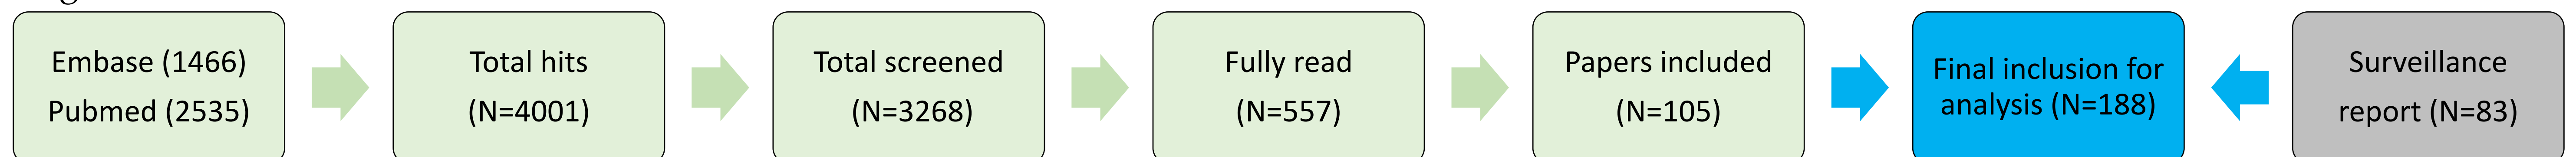 Embase (1466)
Pubmed (2535)
Total hits
(N=4001)
Total screened
(N=3268)
Fully read
(N=557)
Papers included
(N=105)
Final inclusion for
analysis (N=188)
Surveillance
report (N=83)